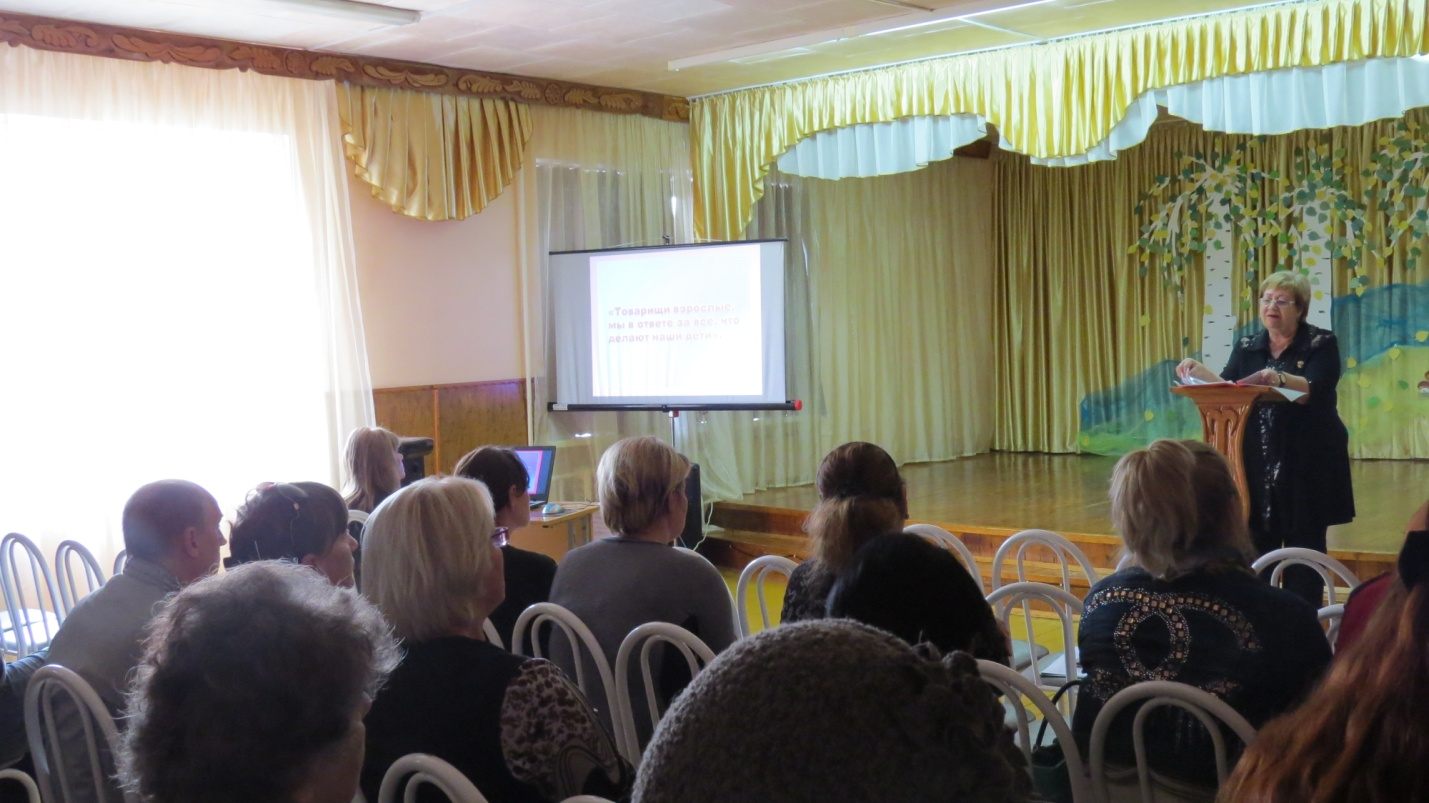 «Товарищи взрослые,
мы в ответе за все, что
делают наши дети».